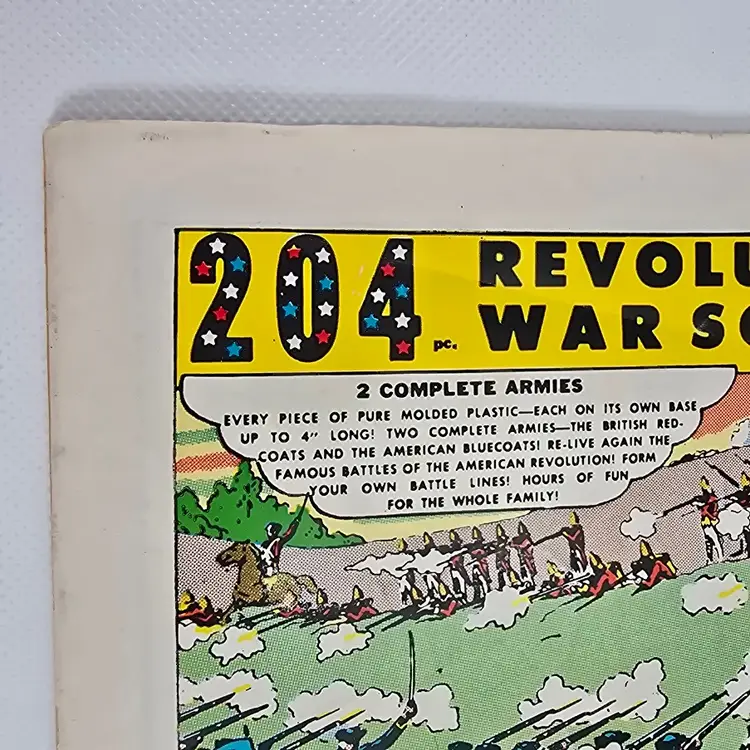 204 pc. REVOLU
WAR SO
2 COMPLETE ARMIES
EVERY PIECE OF PURE MOLDED PLASTIC—EACH ON ITS OWN BASE
UP TO 4" LONG! TWO COMPLETE ARMIES—THE BRITISH RED-
COATS AND THE AMERICAN BLUECOATS! RE-LIVE AGAIN THE
FAMOUS BATTLES OF THE AMERICAN REVOLUTION! FORM
YOUR OWN BATTLE LINES! HOURS OF FUN
FOR THE WHOLE FAMILY!